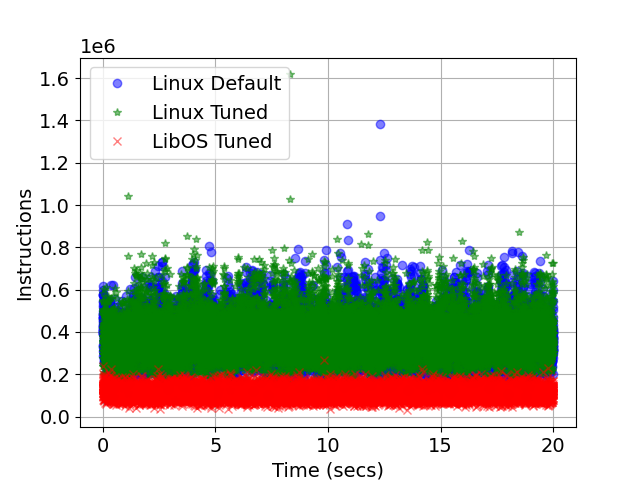 1e6
Linux Default
Linux Tuned
LibOS Tuned
1.6
1.4
1.2
1.0
0.8
0.6
0.4
0.2
0.0
Instructions
0 5 10 15 20
Time (secs)